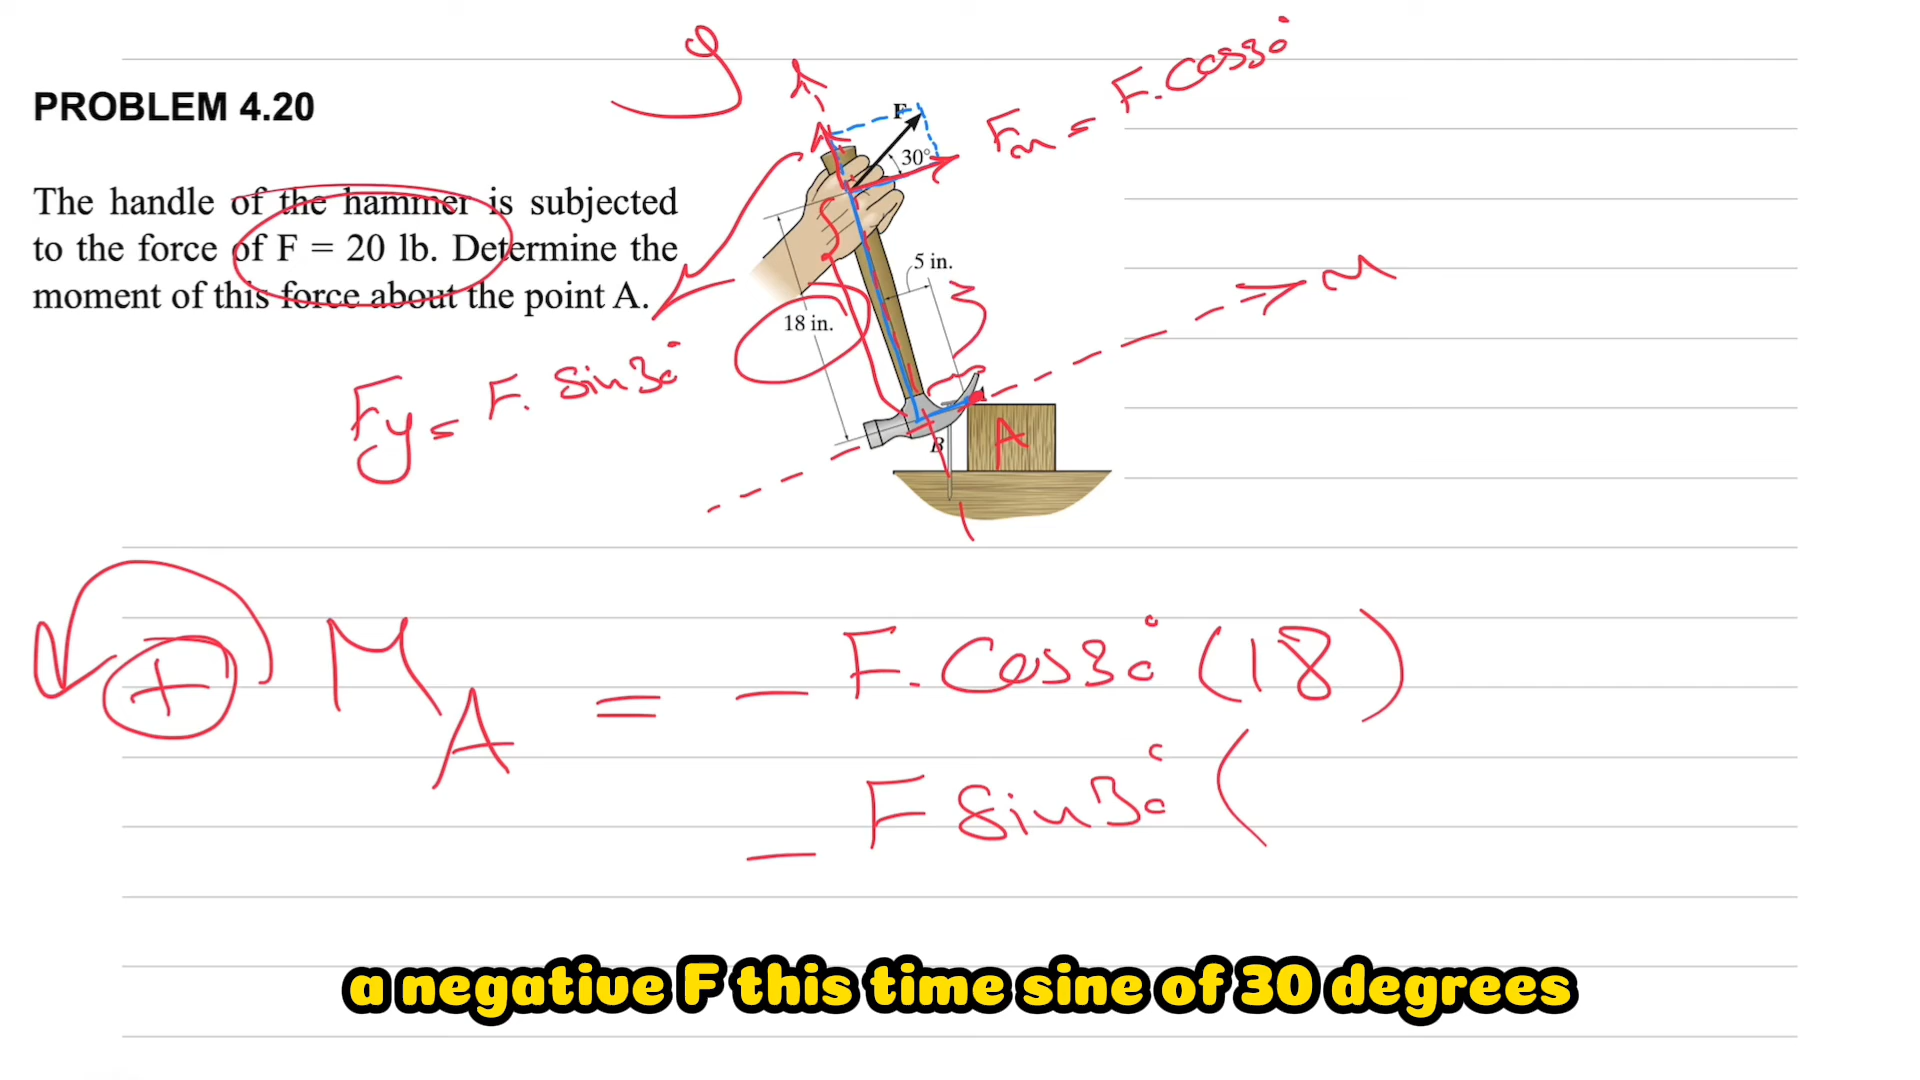 PROBLEM 4.20
The handle of the hammer is subjected
to the force of F = 20 lb. Determine the
moment of this force about the point A.
y
F
30°
Fx = F. Cos30°
5 in.
x
18 in.
Fy = F. Sin30°
A
B
A
+ MA = - F. Cos30° (18)
- F Sin30° (
a negative F this time sine of 30 degrees